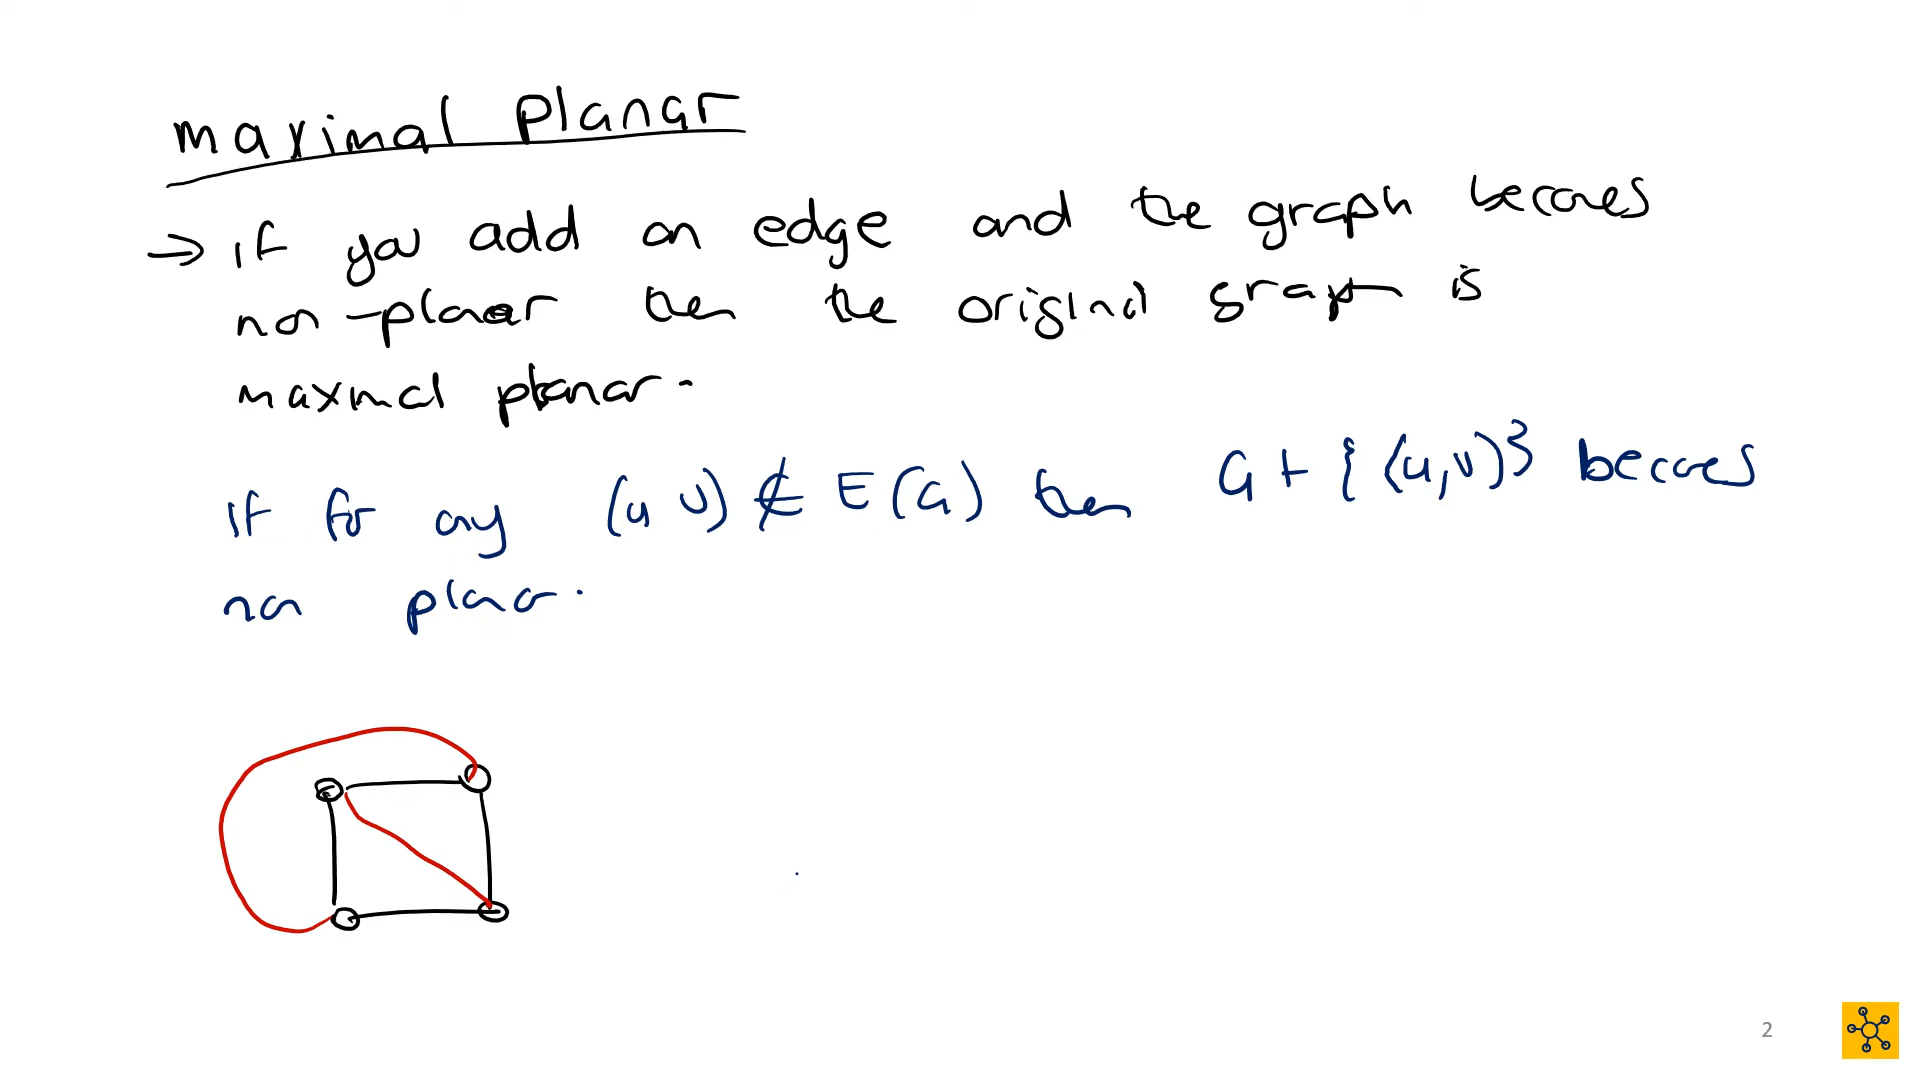 maximal planar
→ if you add an edge and the graph becomes
non-planar then the original graph is
maximal planar.
If for any (u v) ∉ E(G) then G + {(u,v)} becomes
non planar.
2